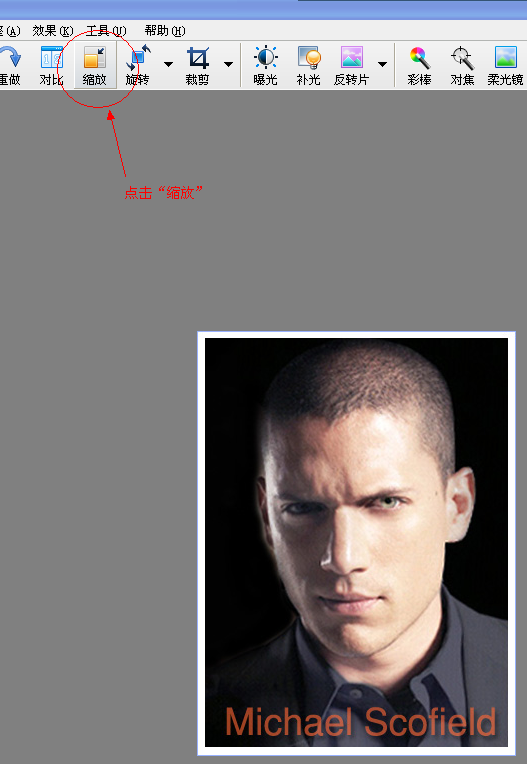 (A) 效果(K) 工具(U) 帮助(H)
重做 对比 缩放 旋转 裁剪 曝光 补光 反转片 彩棒 对焦 柔光镜
点击“缩放”
Michael Scofield